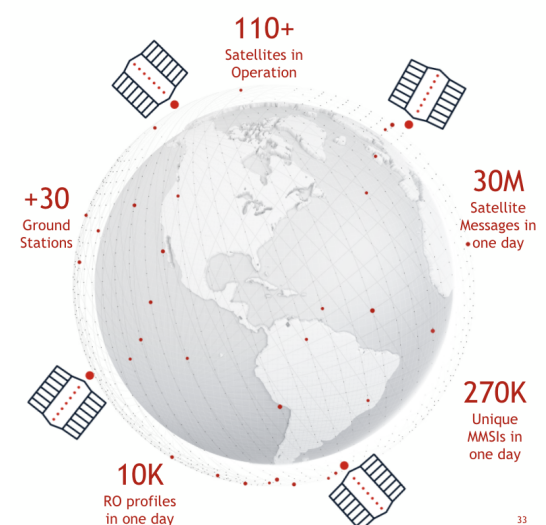 110+
Satellites in
Operation
+30
Ground
Stations
30M
Satellite
Messages in
one day
270K
Unique
MMSIs in
one day
10K
RO profiles
in one day
33